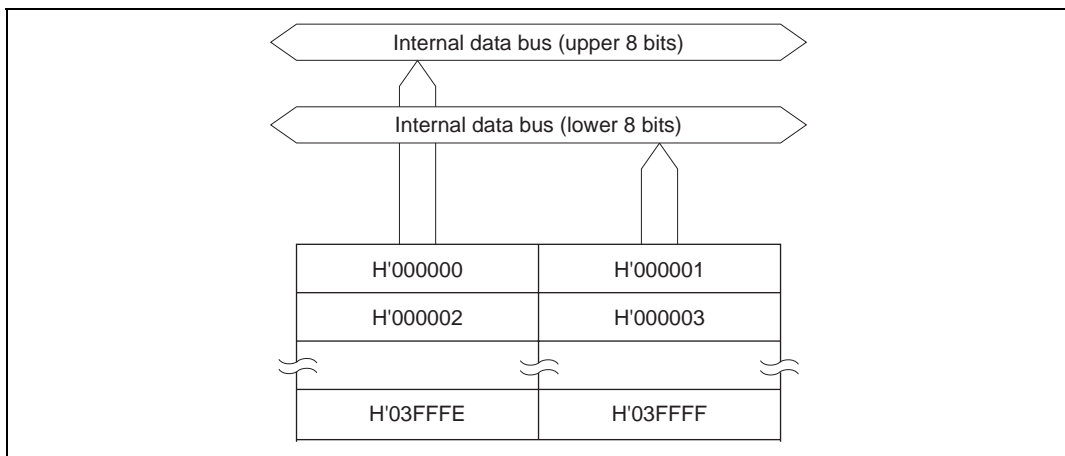 Internal data bus (upper 8 bits)
Internal data bus (lower 8 bits)
H'000000 H'000001
H'000002 H'000003
H'03FFFE H'03FFFF